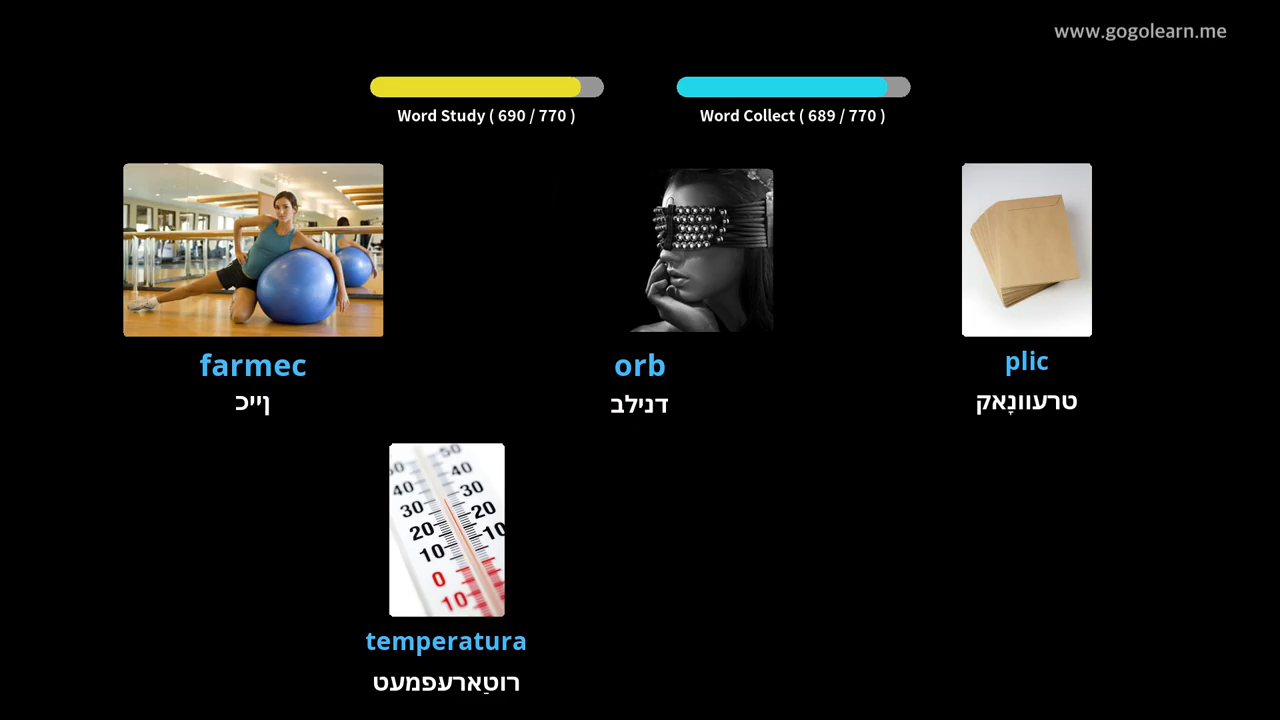 www.gogolearn.me
Word Study ( 690 / 770 )
Word Collect ( 689 / 770 )
farmec
orb
plic
ןייכ
דנילב
טרעוונָאק
temperatura
רוטַארעפמעט